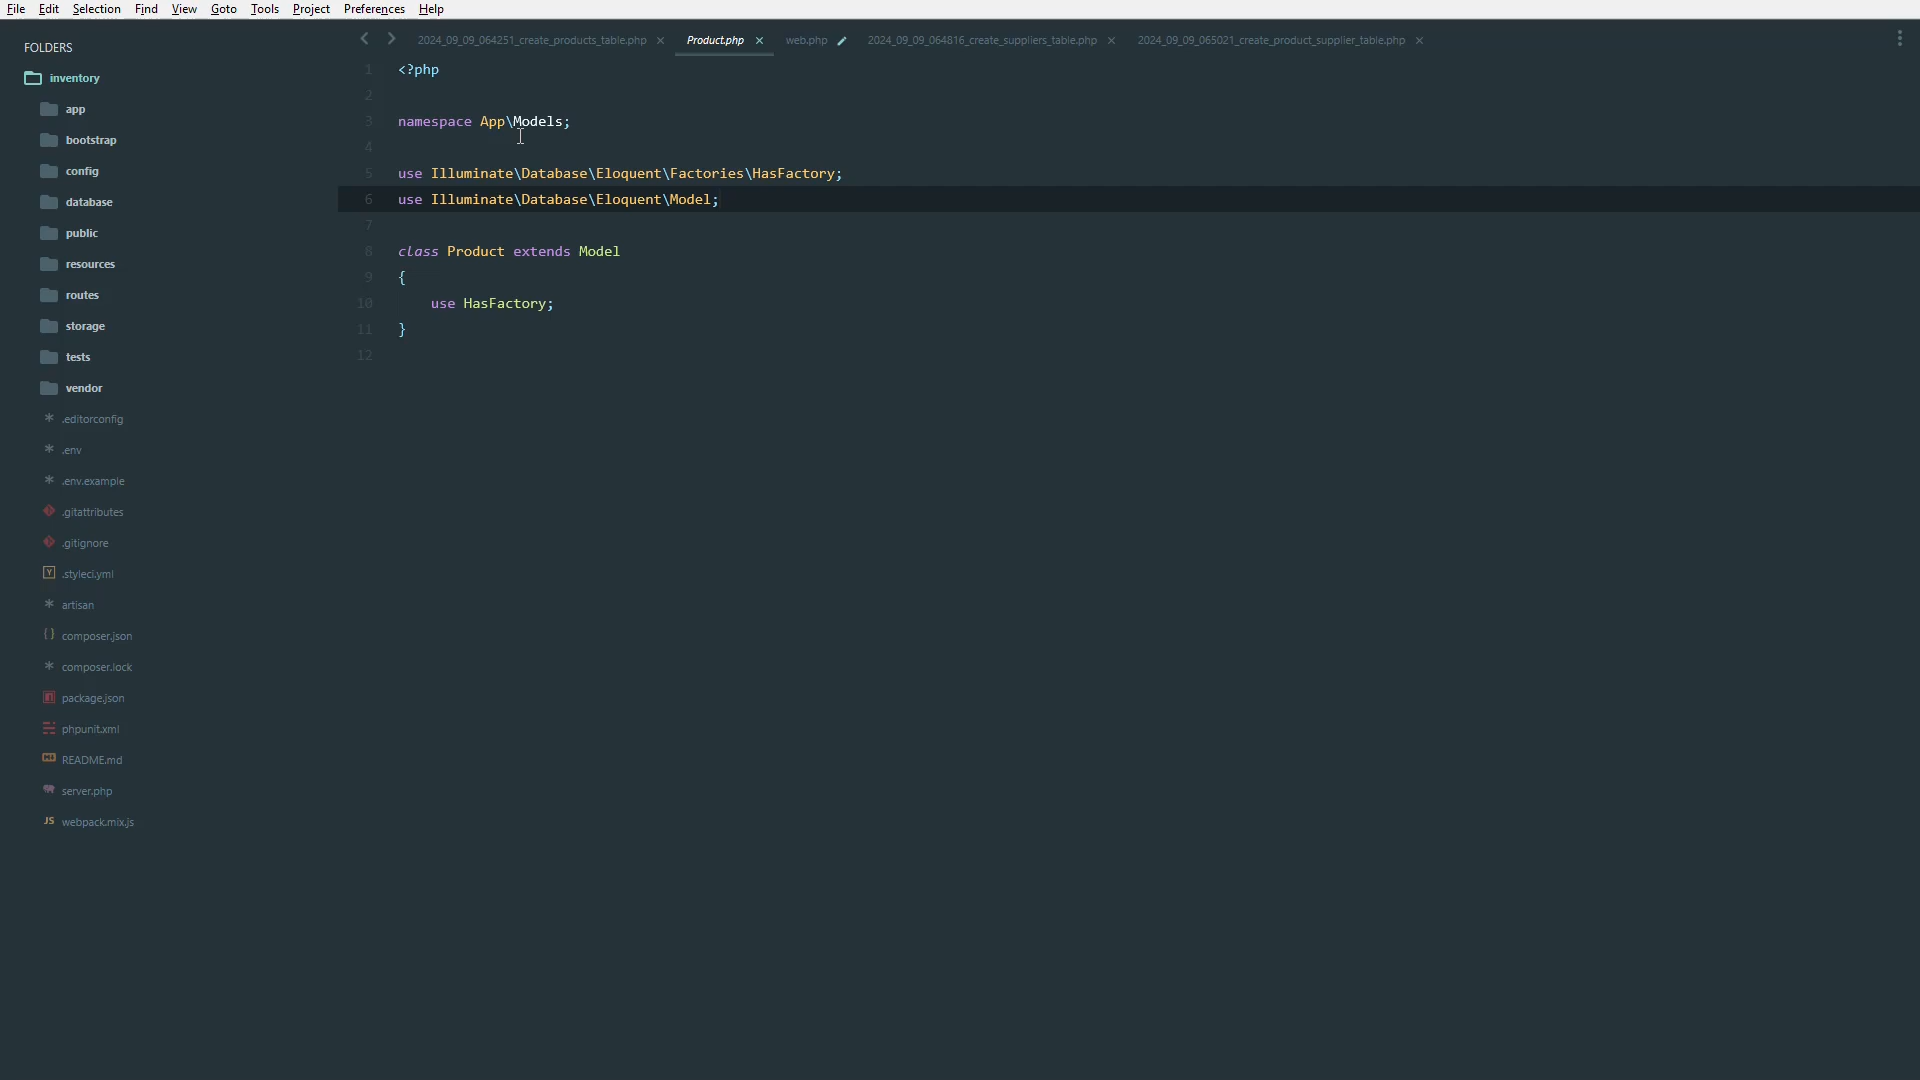 File Edit Selection Find View Goto Tools Project Preferences Help
FOLDERS
inventory
app
bootstrap
config
database
public
resources
routes
storage
tests
vendor
.editorconfig
.env
.env.example
.gitattributes
.gitignore
.styleci.yml
artisan
composer.json
composer.lock
package.json
phpunit.xml
README.md
server.php
JS webpack.mix.js
2024_09_09_064251_create_products_table.php Product.php web.php 2024_09_09_064816_create_suppliers_table.php 2024_09_09_065021_create_product_supplier_table.php
1 <?php
2
3 namespace App\Models;
4
5 use Illuminate\Database\Eloquent\Factories\HasFactory;
6 use Illuminate\Database\Eloquent\Model;
7
8 class Product extends Model
9 {
10 use HasFactory;
11 }
12